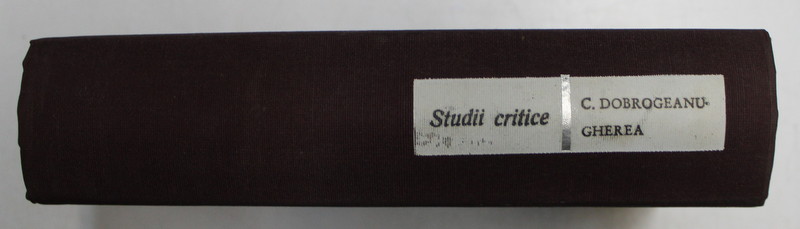 Studii critice
C. DOBROGEANU-
GHEREA